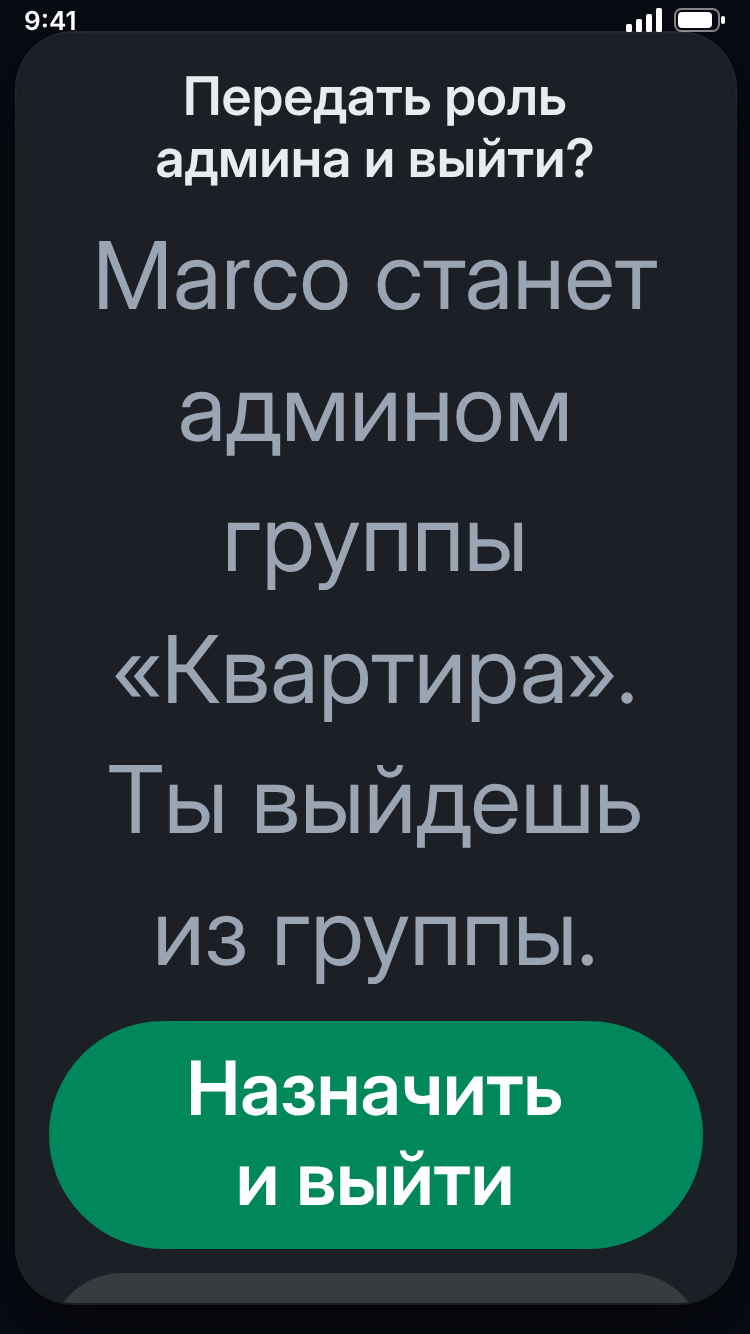 9:41
Передать роль
админа и выйти?
Marco станет
админом
группы
«Квартира».
Ты выйдешь
из группы.
Назначить
и выйти